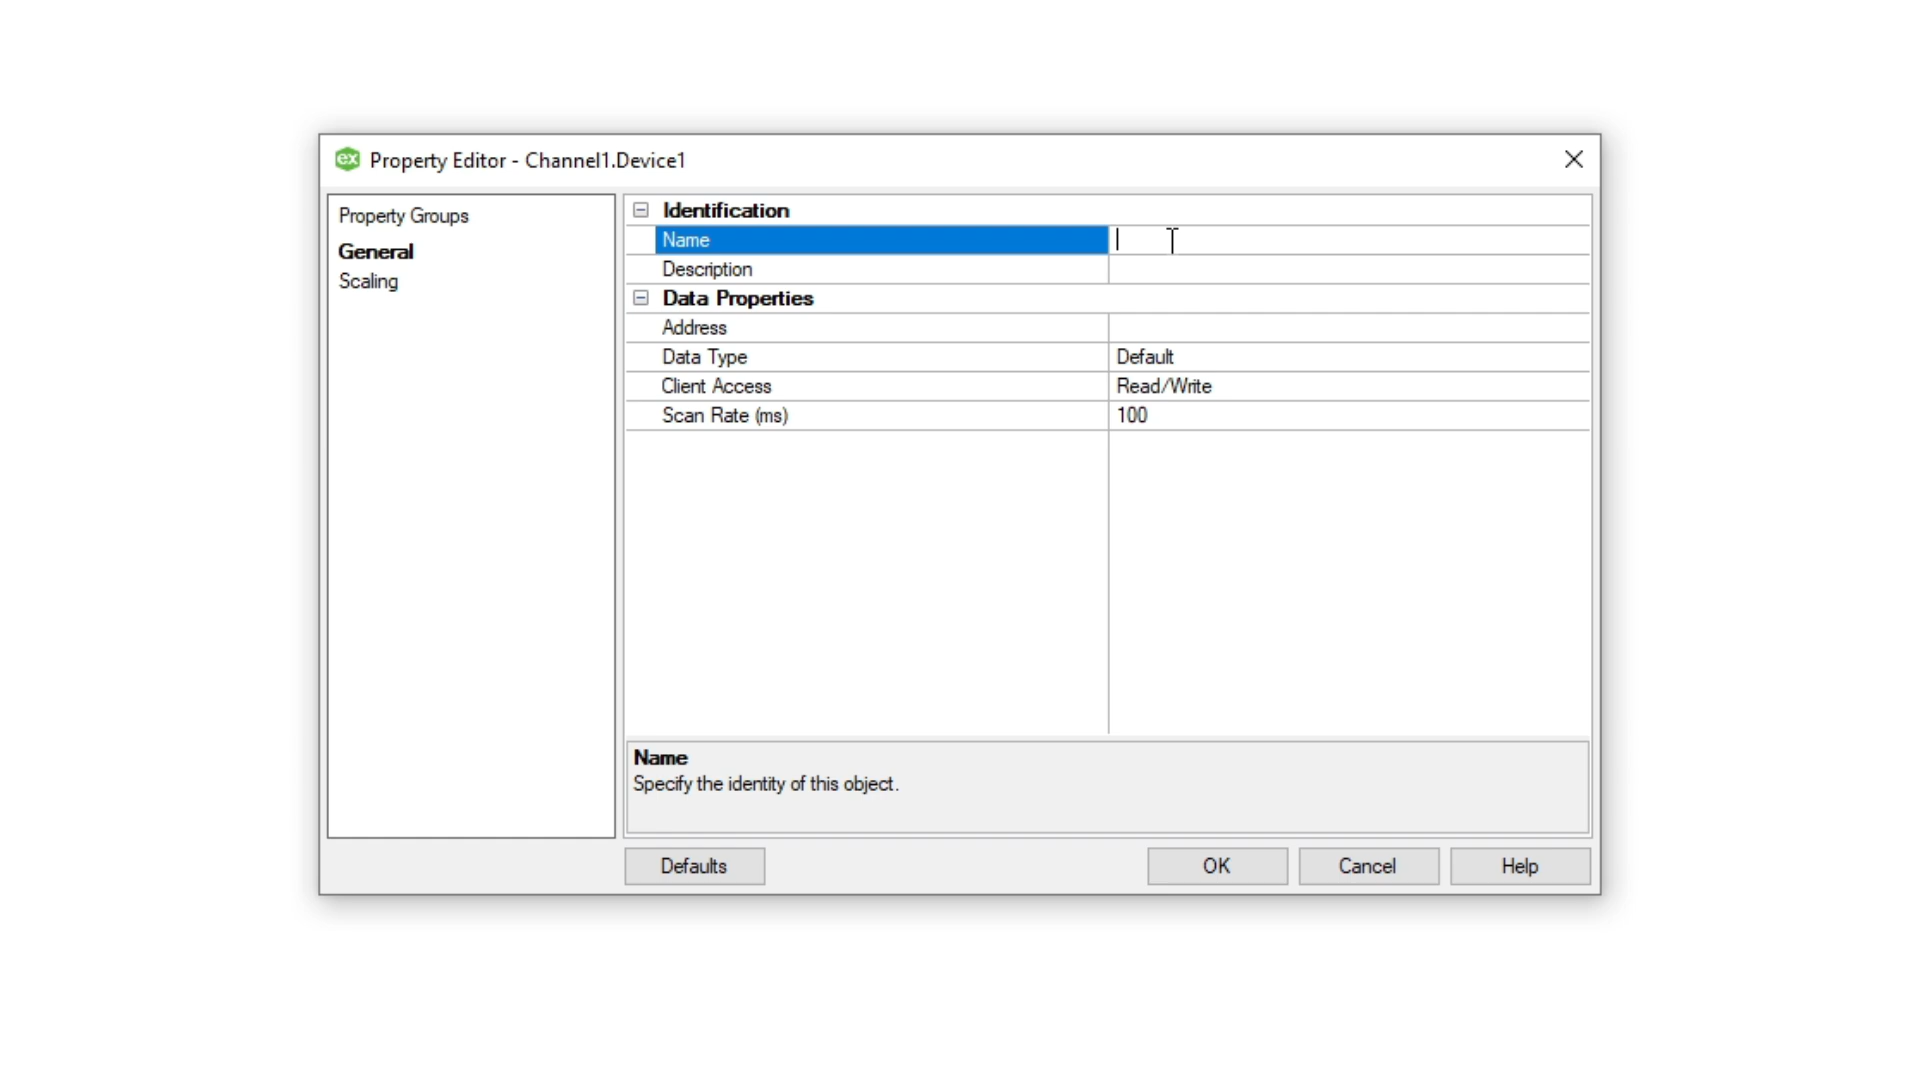 ex Property Editor - Channel1.Device1
Property Groups
General
Scaling
Identification
Name
Description
Data Properties
Address
Data Type Default
Client Access Read/Write
Scan Rate (ms) 100
Name
Specify the identity of this object.
Defaults OK Cancel Help